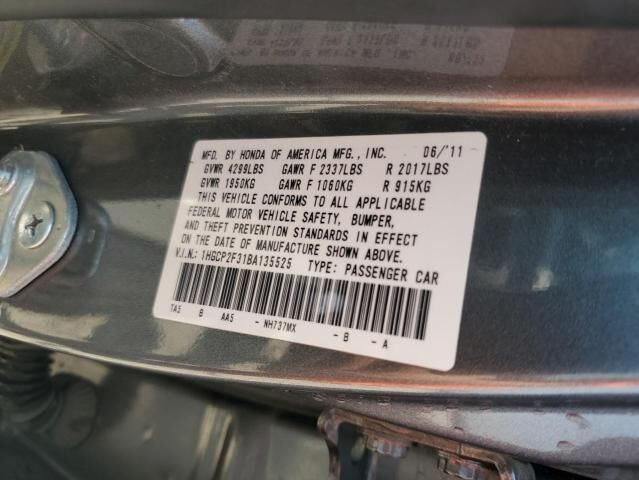 MFD. BY HONDA OF AMERICA MFG., INC. 06/'11
GVWR 4299LBS GAWR F 2337LBS R 2017LBS
GVWR 1950KG GAWR F 1060KG R 915KG
THIS VEHICLE CONFORMS TO ALL APPLICABLE
FEDERAL MOTOR VEHICLE SAFETY, BUMPER,
AND THEFT PREVENTION STANDARDS IN EFFECT
ON THE DATE OF MANUFACTURE SHOWN ABOVE.
V.I.N.: 1HGCP2F31BA135525 TYPE: PASSENGER CAR
TA5 B AA5 - NH737MX - B - A